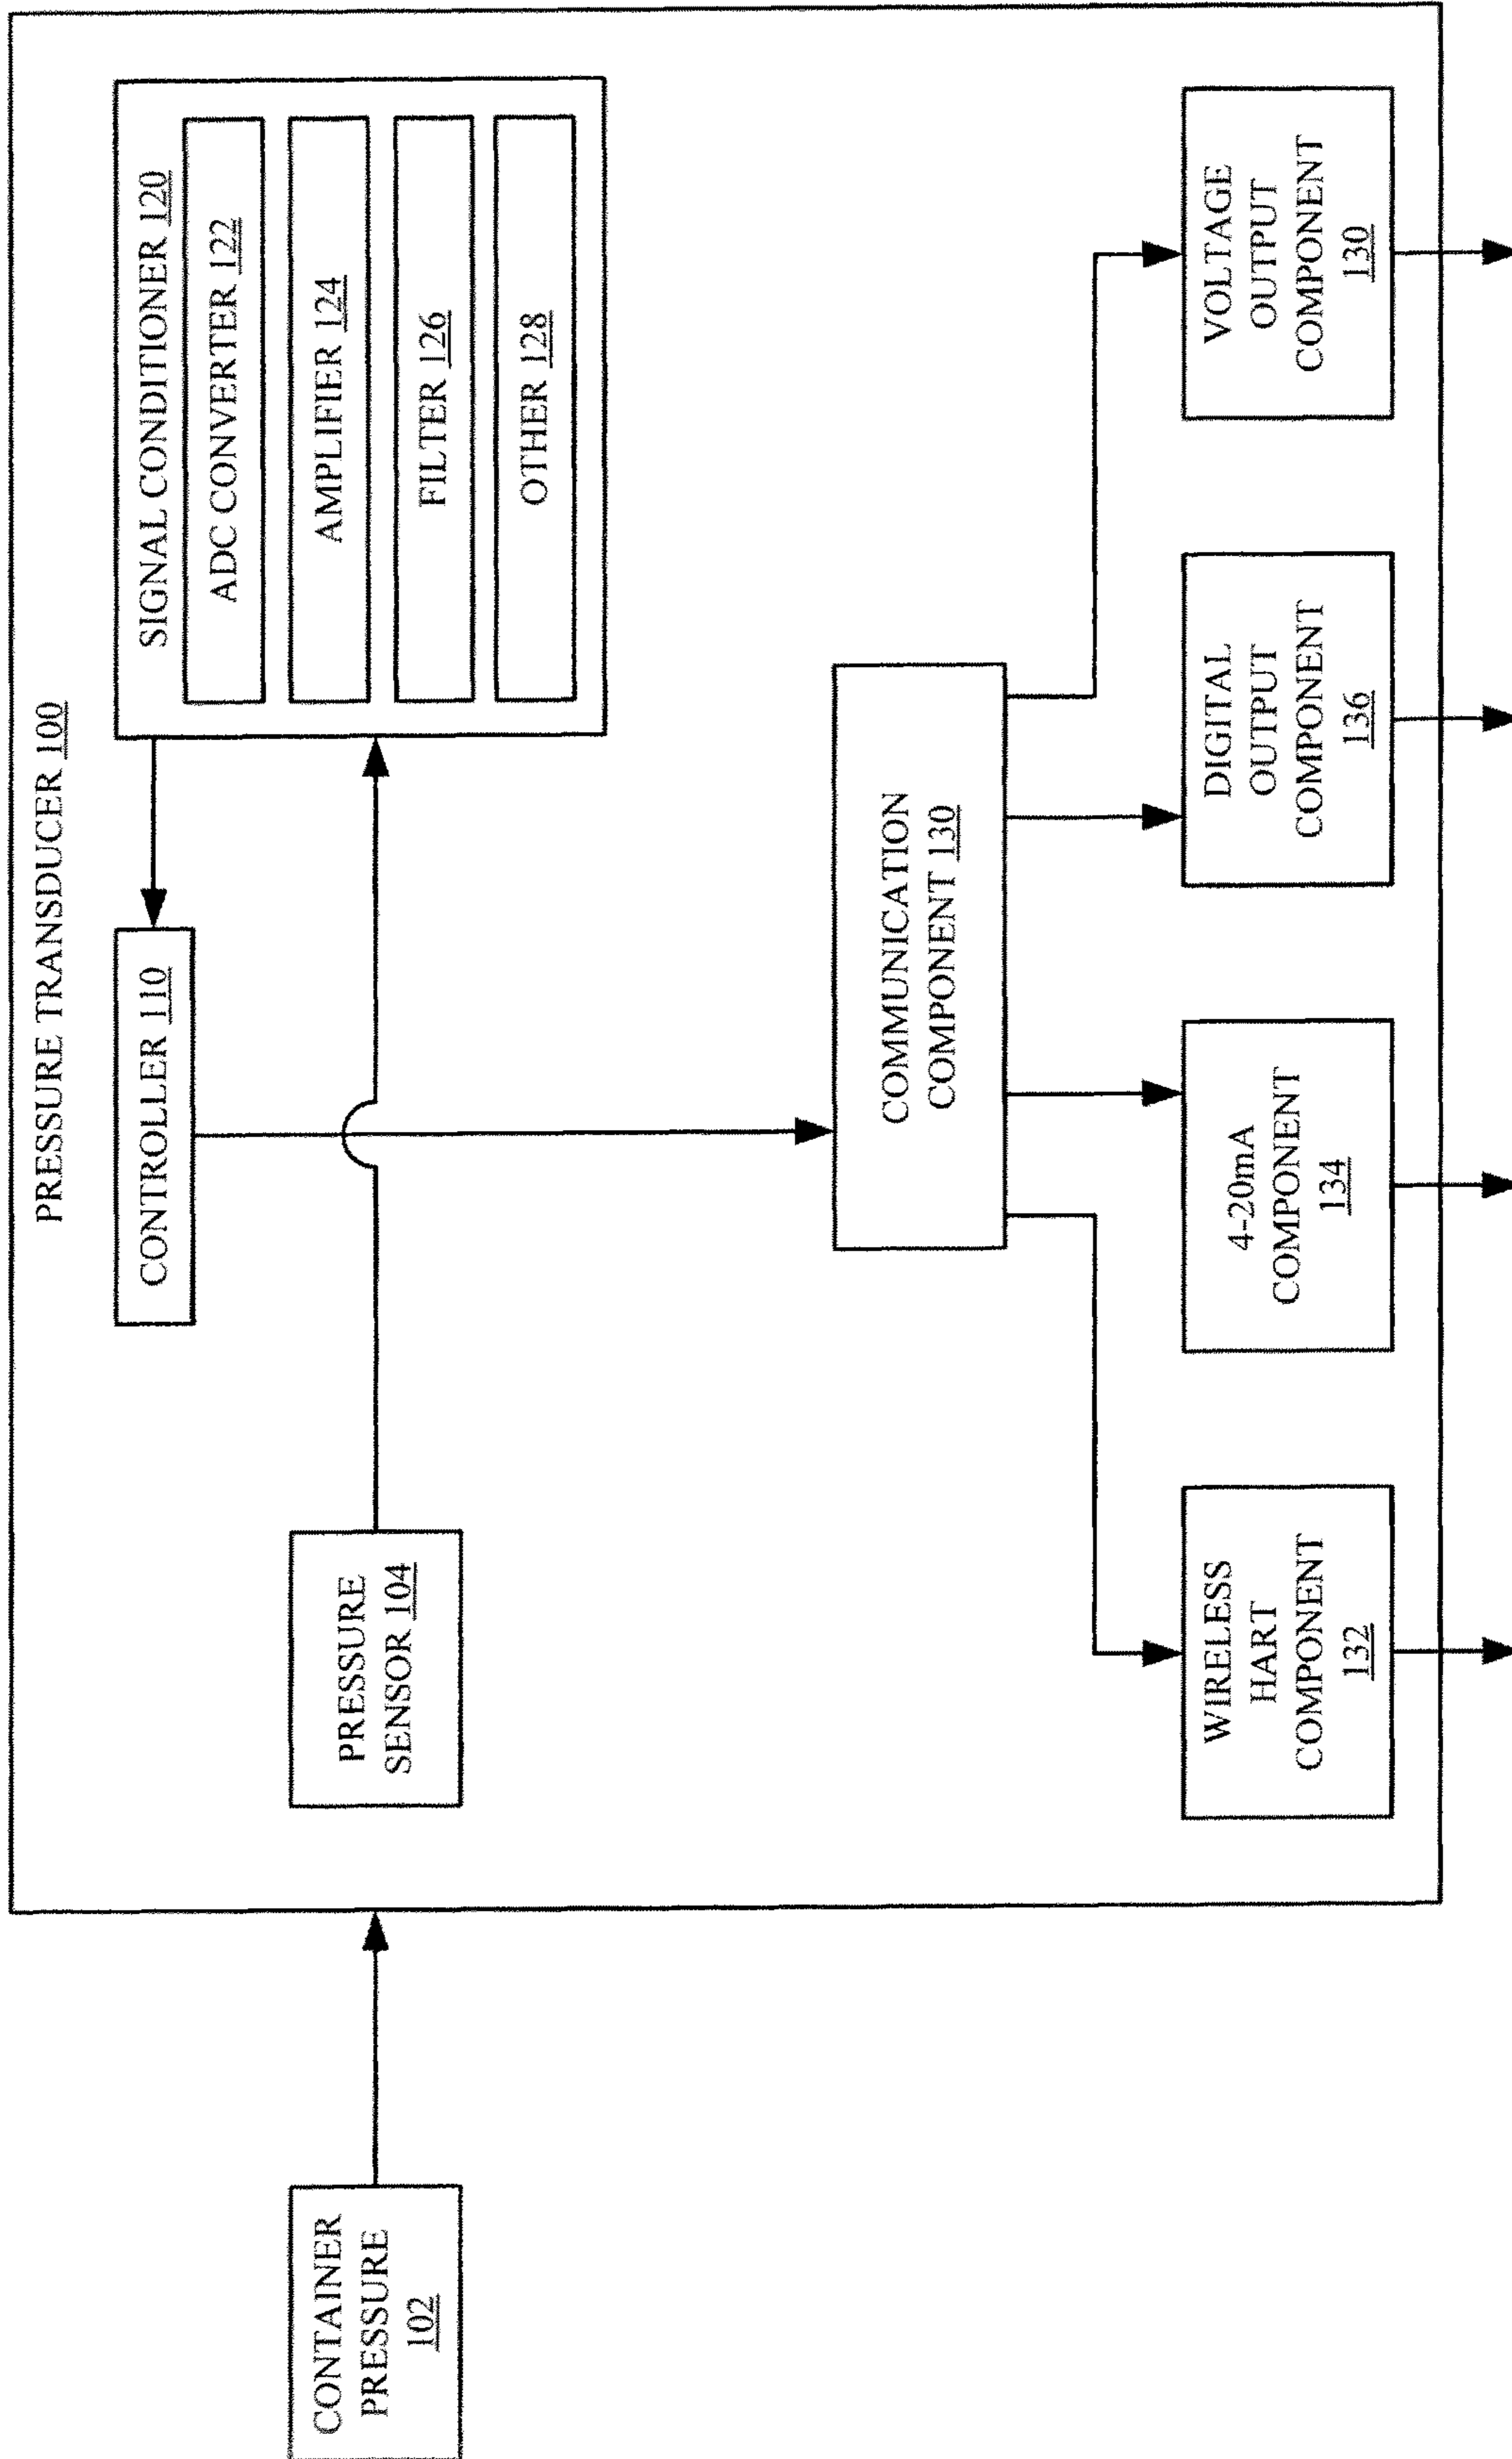 PRESSURE TRANSDUCER 100
CONTAINER
PRESSURE
102
PRESSURE
SENSOR 104
CONTROLLER 110
SIGNAL CONDITIONER 120
ADC CONVERTER 122
AMPLIFIER 124
FILTER 126
OTHER 128
COMMUNICATION
COMPONENT 130
WIRELESS
HART
COMPONENT
132
4-20mA
COMPONENT
134
DIGITAL
OUTPUT
COMPONENT
136
VOLTAGE
OUTPUT
COMPONENT
130